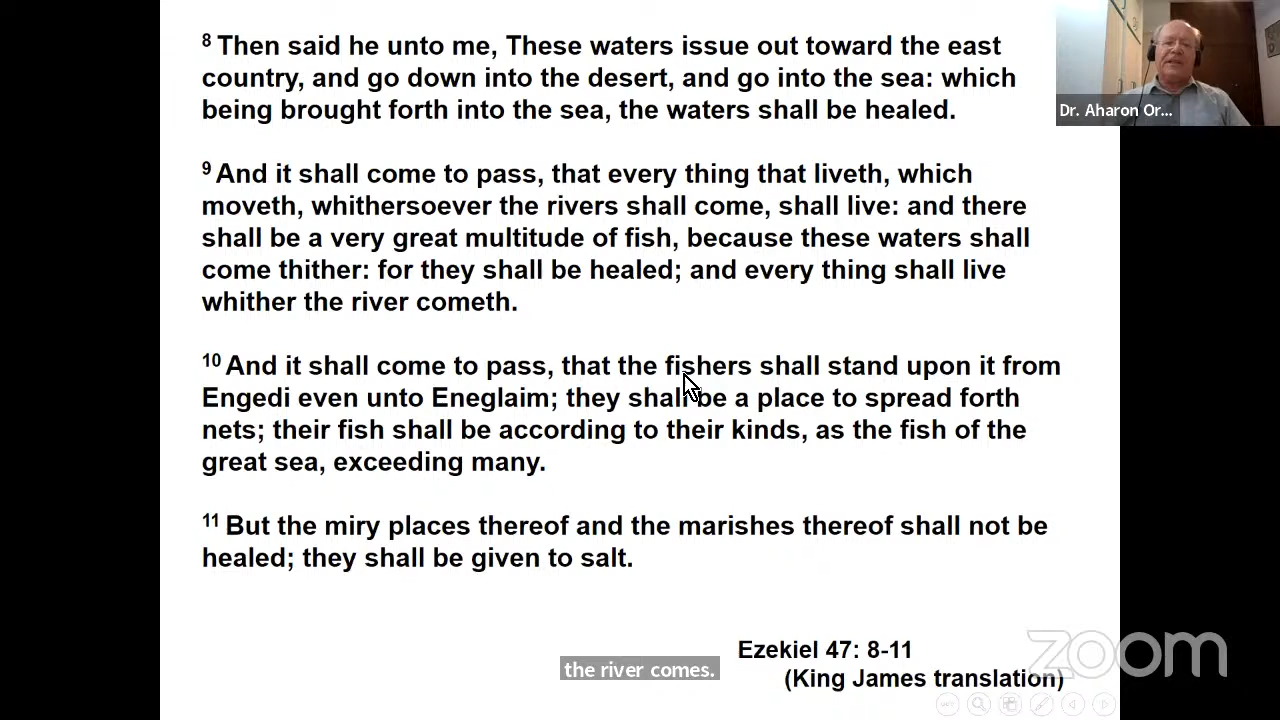 8 Then said he unto me, These waters issue out toward the east
country, and go down into the desert, and go into the sea: which
being brought forth into the sea, the waters shall be healed.
9 And it shall come to pass, that every thing that liveth, which
moveth, whithersoever the rivers shall come, shall live: and there
shall be a very great multitude of fish, because these waters shall
come thither: for they shall be healed; and every thing shall live
whither the river cometh.
10 And it shall come to pass, that the fishers shall stand upon it from
Engedi even unto Eneglaim; they shall be a place to spread forth
nets; their fish shall be according to their kinds, as the fish of the
great sea, exceeding many.
11 But the miry places thereof and the marishes thereof shall not be
healed; they shall be given to salt.
Ezekiel 47: 8-11
(King James translation)
the river comes.
Dr. Aharon Or...
zoom